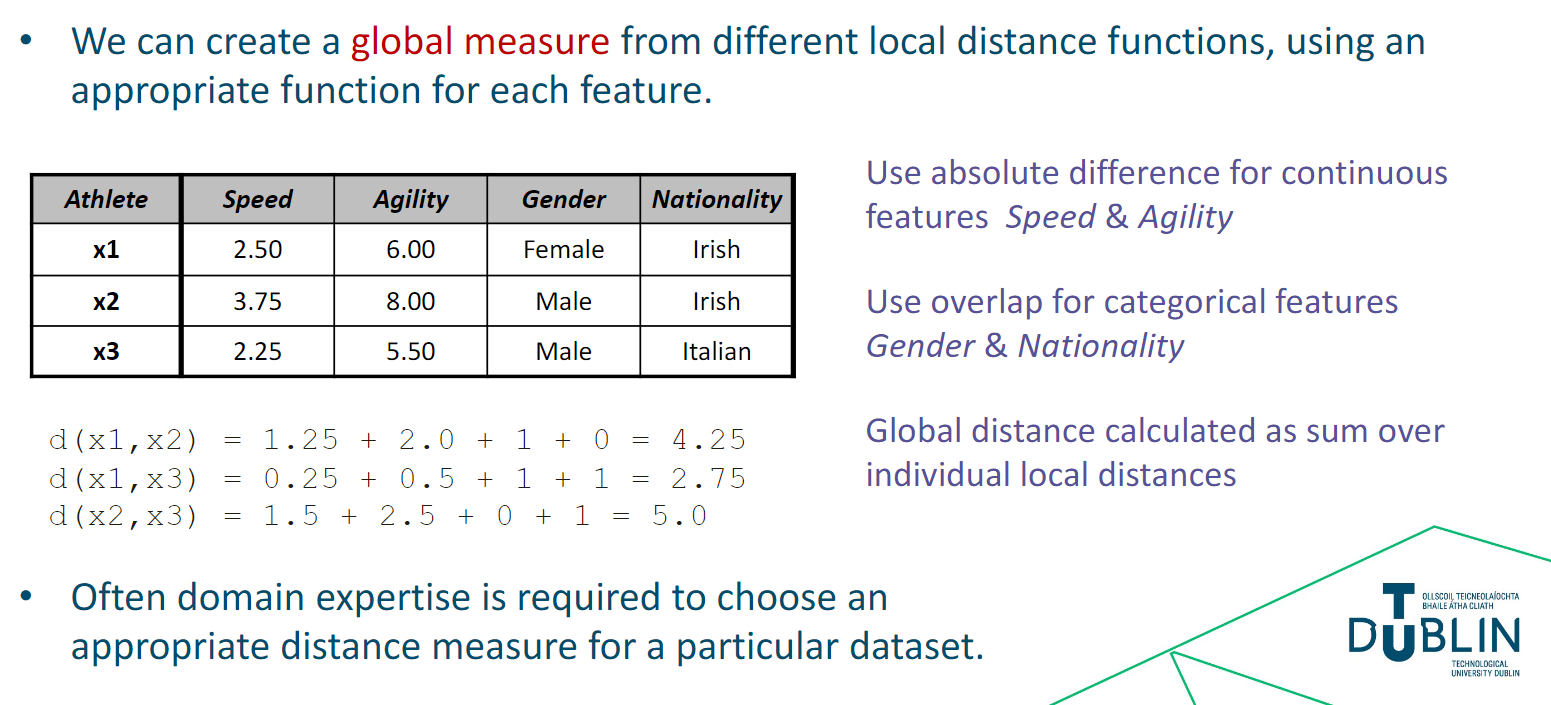 • We can create a global measure from different local distance functions, using an
appropriate function for each feature.
Athlete Speed Agility Gender Nationality
x1 2.50 6.00 Female Irish
x2 3.75 8.00 Male Irish
x3 2.25 5.50 Male Italian
d(x1,x2) = 1.25 + 2.0 + 1 + 0 = 4.25
d(x1,x3) = 0.25 + 0.5 + 1 + 1 = 2.75
d(x2,x3) = 1.5 + 2.5 + 0 + 1 = 5.0
Use absolute difference for continuous
features Speed & Agility
Use overlap for categorical features
Gender & Nationality
Global distance calculated as sum over
individual local distances
• Often domain expertise is required to choose an
appropriate distance measure for a particular dataset.
OLLSCOIL TEICNEOLAÍOCHTA
BHAILE ÁTHA CLIATH
T
DUBLIN
TECHNOLOGICAL
UNIVERSITY DUBLIN